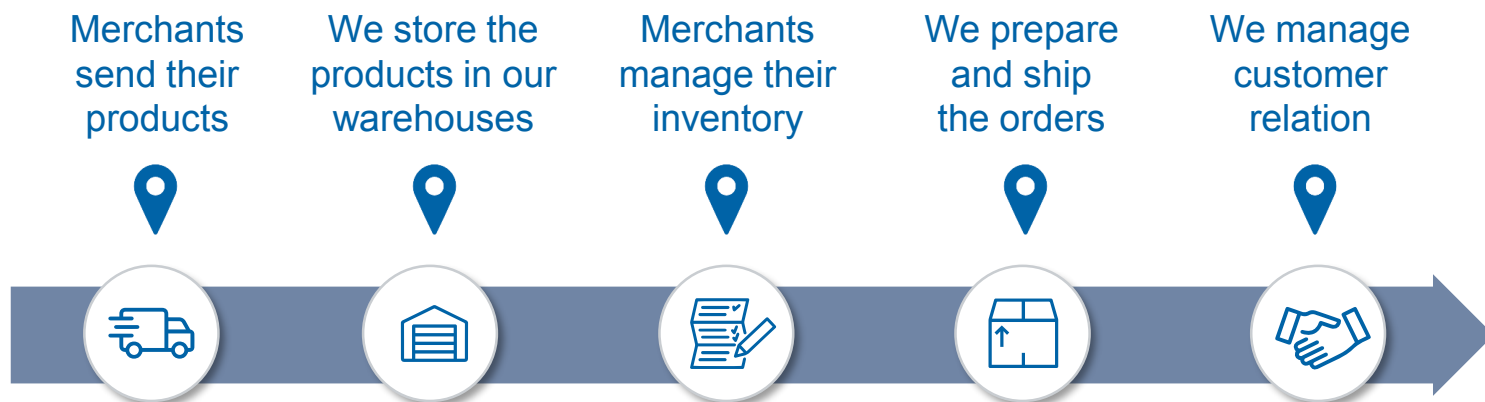 Merchants
send their
products
We store the
products in our
warehouses
Merchants
manage their
inventory
We prepare
and ship
the orders
We manage
customer
relation